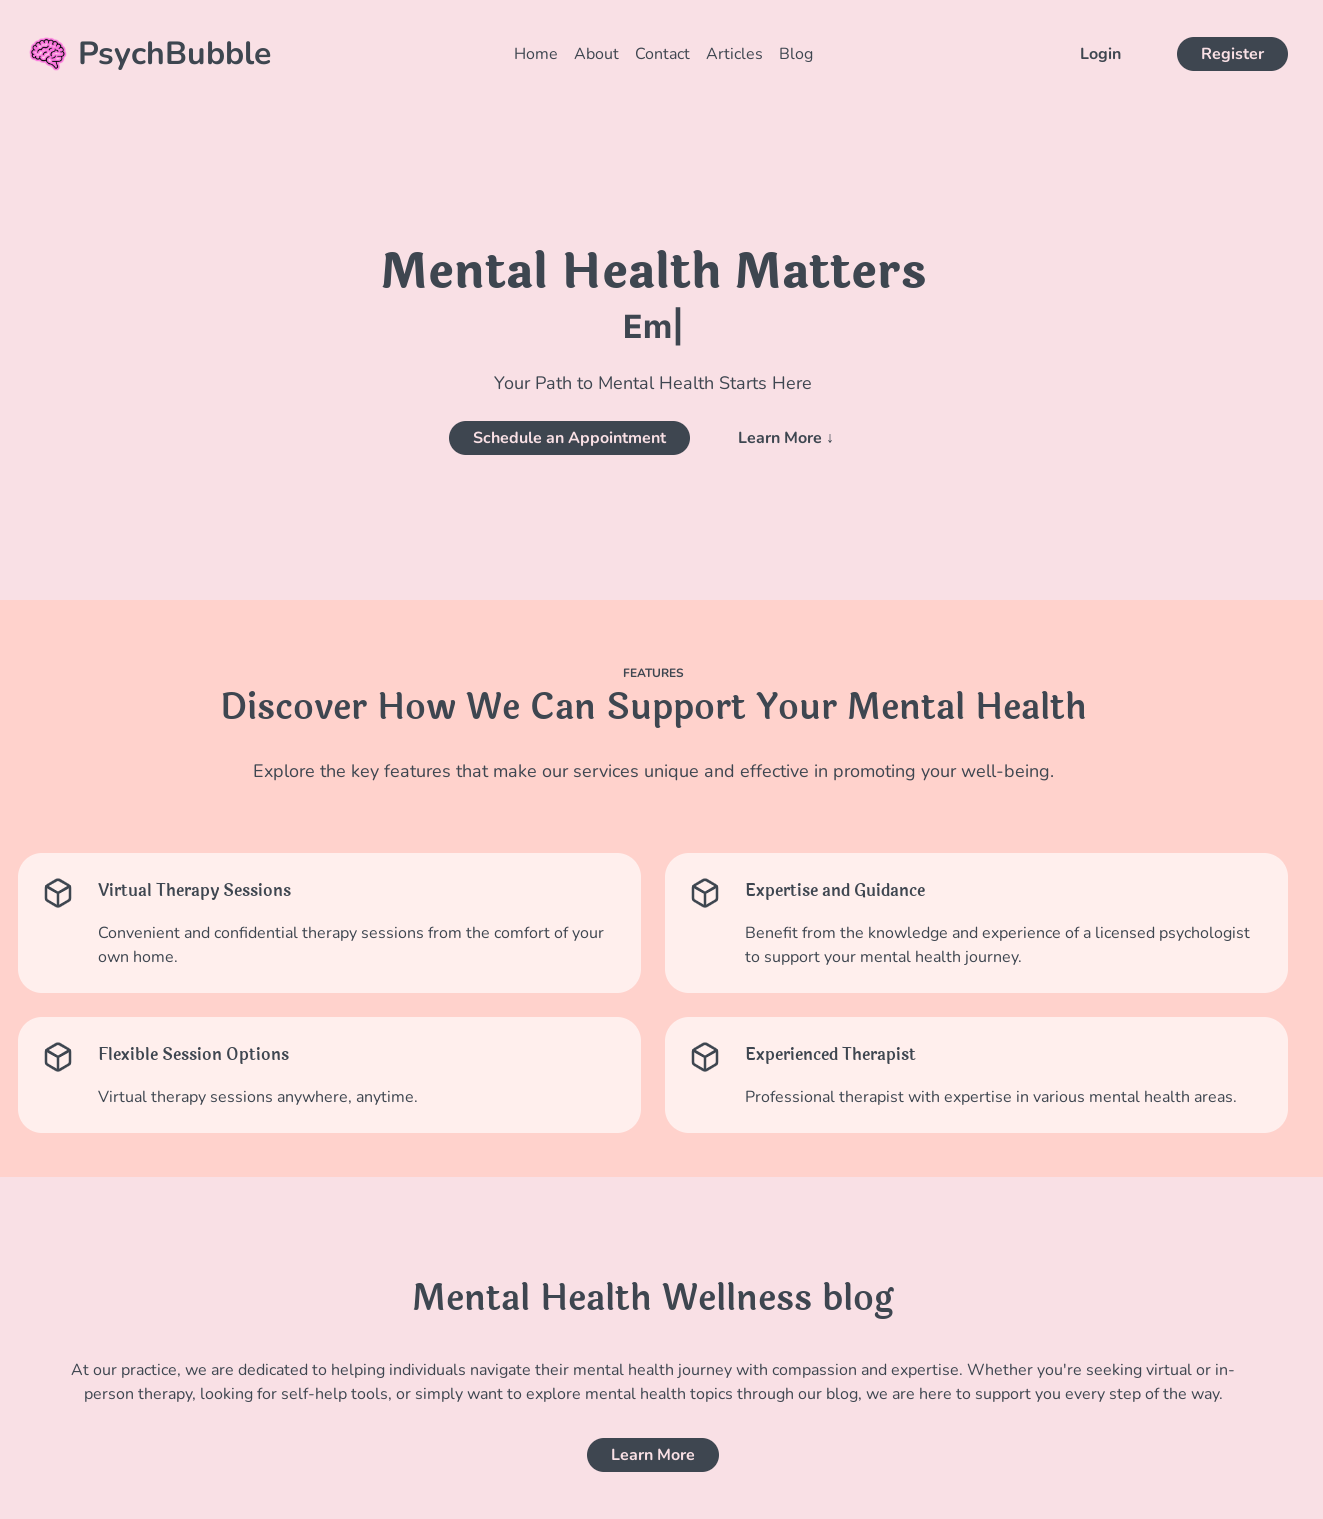 PsychBubble
Home About Contact Articles Blog
Login
Register
Mental Health Matters
Em|
Your Path to Mental Health Starts Here
Schedule an Appointment
Learn More ↓
FEATURES
Discover How We Can Support Your Mental Health
Explore the key features that make our services unique and effective in promoting your well-being.
Virtual Therapy Sessions
Convenient and confidential therapy sessions from the comfort of your
own home.
Expertise and Guidance
Benefit from the knowledge and experience of a licensed psychologist
to support your mental health journey.
Flexible Session Options
Virtual therapy sessions anywhere, anytime.
Experienced Therapist
Professional therapist with expertise in various mental health areas.
Mental Health Wellness blog
At our practice, we are dedicated to helping individuals navigate their mental health journey with compassion and expertise. Whether you're seeking virtual or in-
person therapy, looking for self-help tools, or simply want to explore mental health topics through our blog, we are here to support you every step of the way.
Learn More